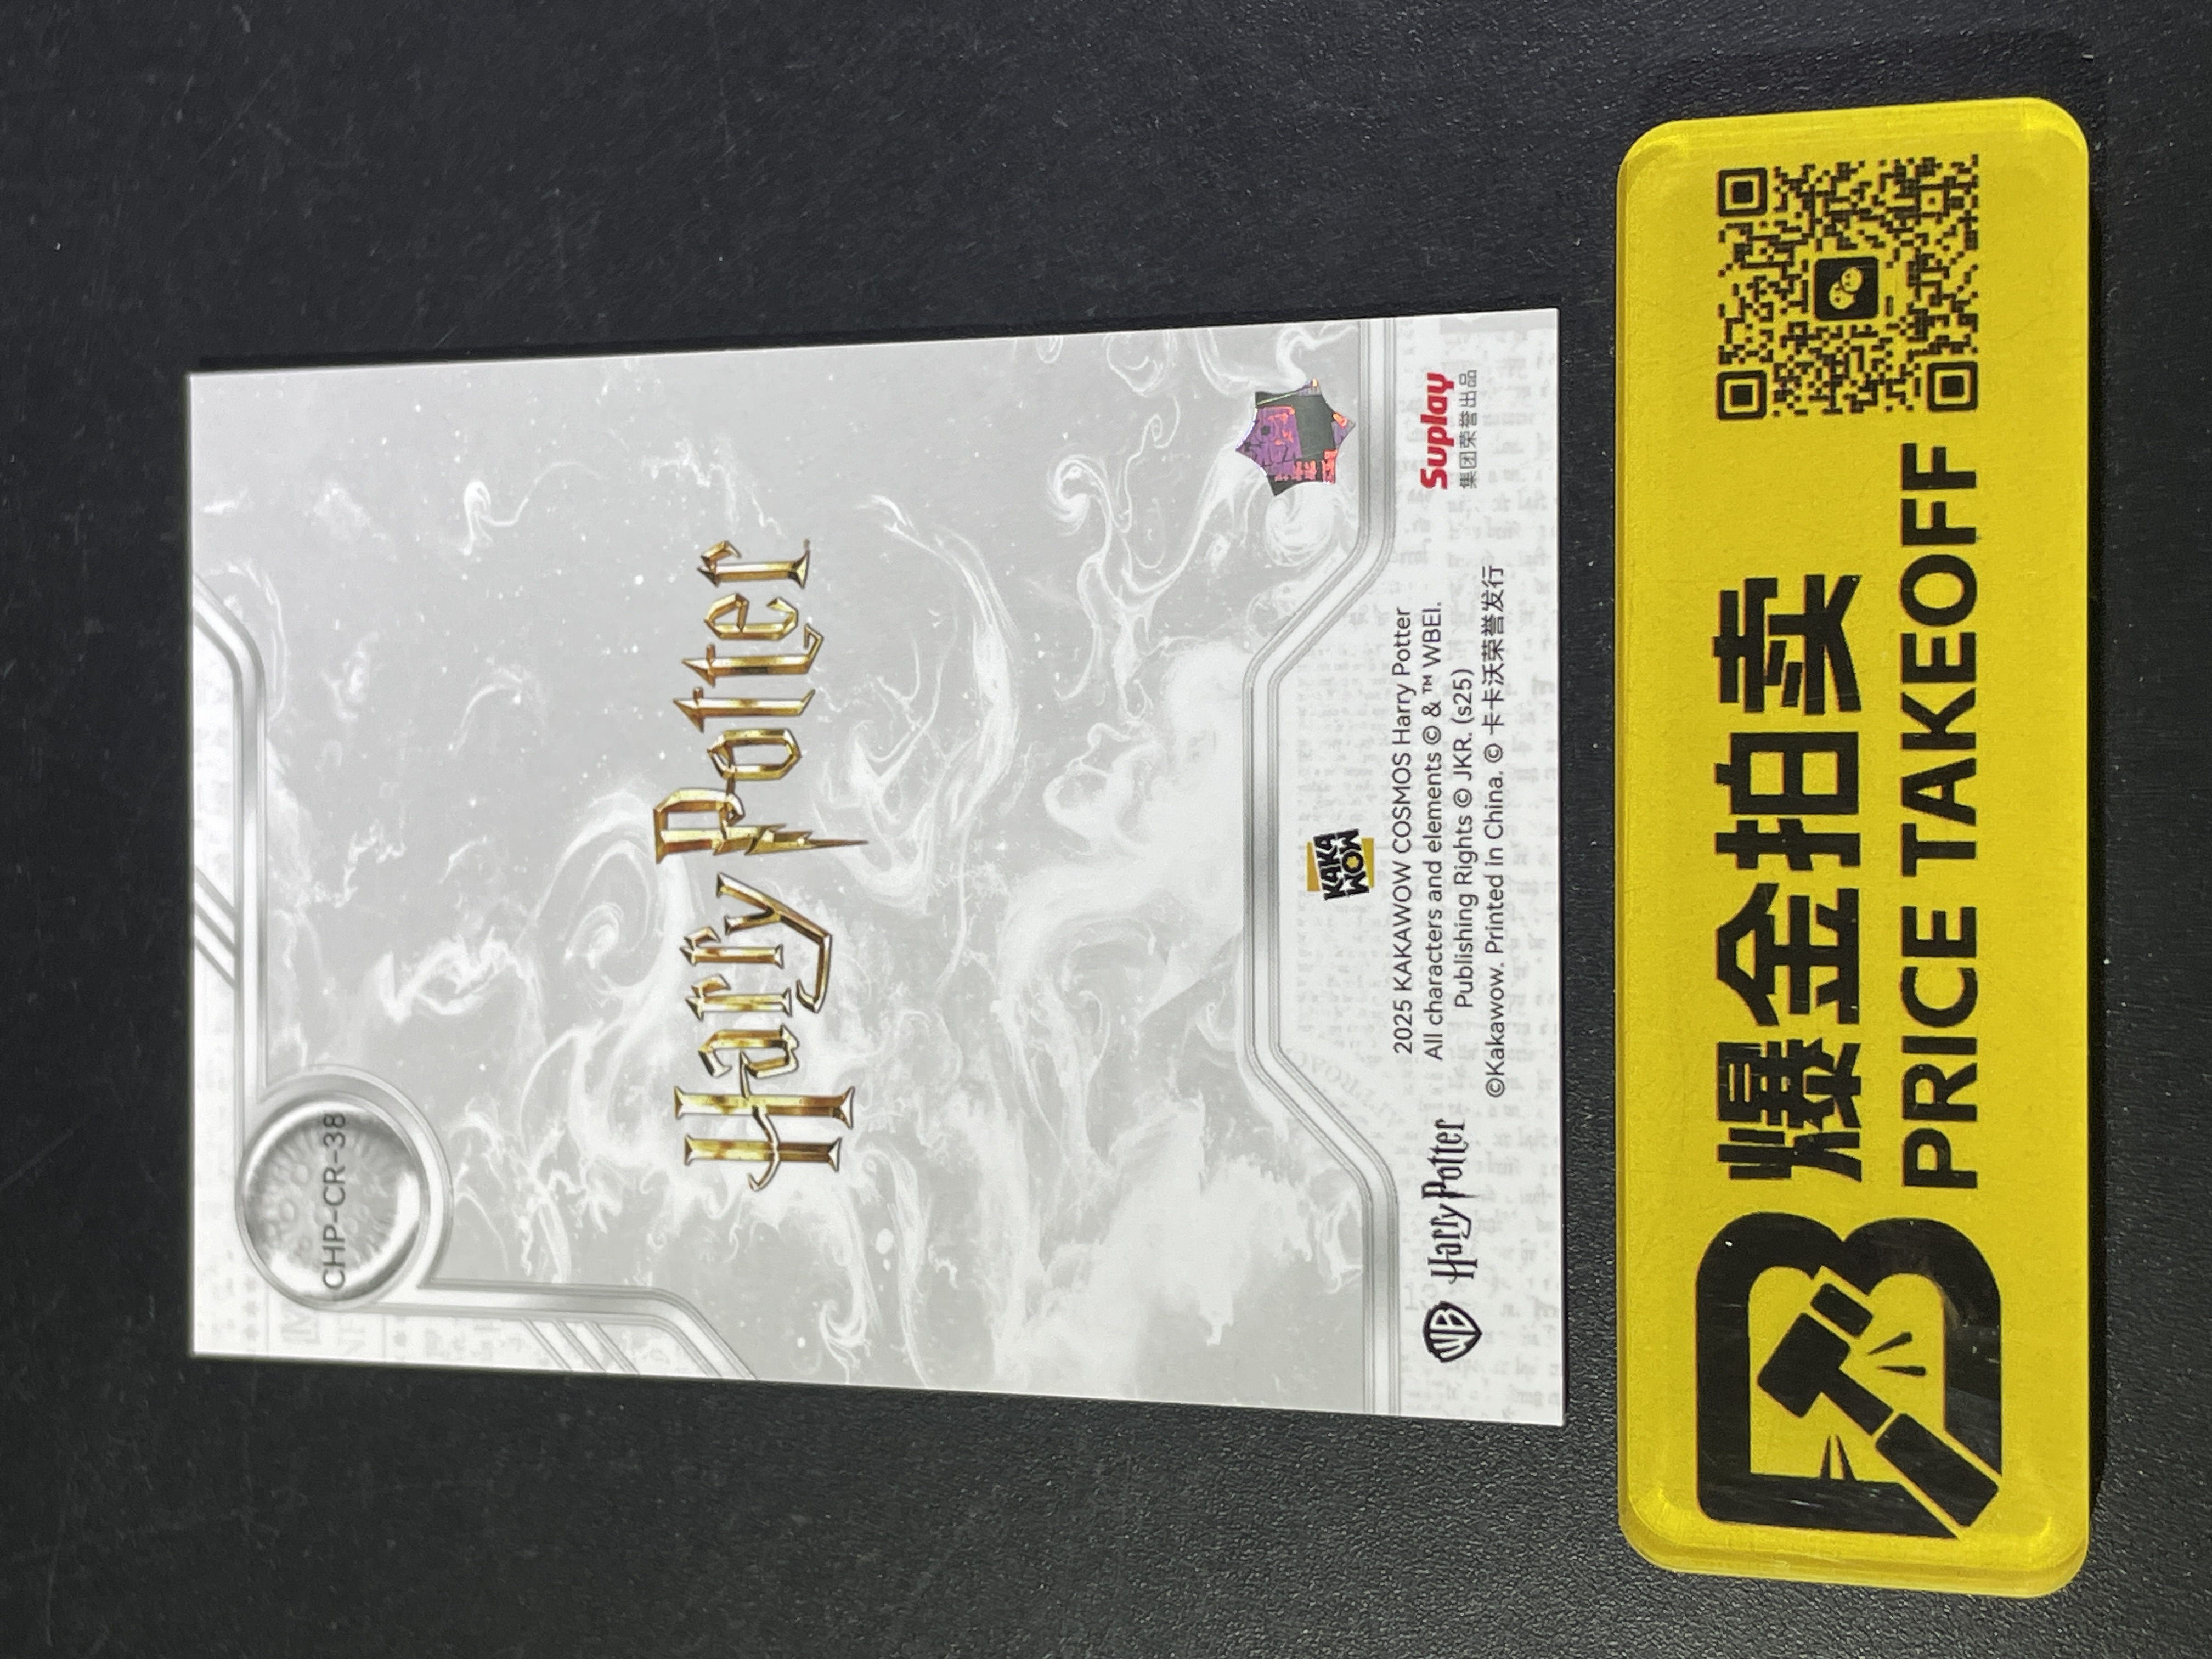 CHP-CR-38
Harry Potter
KAKA
WOW
WB
Harry Potter
2025 KAKAWOW COSMOS Harry Potter
All characters and elements © & ™ WBEI.
Publishing Rights © JKR. (s25)
©Kakawow. Printed in China. © 卡卡沃荣誉发行
Suplay
集团荣誉出品
爆金拍卖
PRICE TAKEOFF